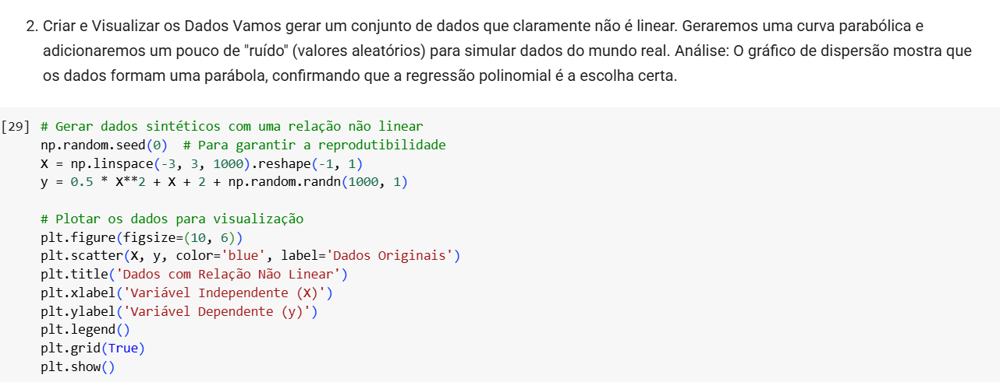 2. Criar e Visualizar os Dados Vamos gerar um conjunto de dados que claramente não é linear. Geraremos uma curva parabólica e
adicionaremos um pouco de "ruído" (valores aleatórios) para simular dados do mundo real. Análise: O gráfico de dispersão mostra que
os dados formam uma parábola, confirmando que a regressão polinomial é a escolha certa.
[29] # Gerar dados sintéticos com uma relação não linear
np.random.seed(0)  # Para garantir a reprodutibilidade
X = np.linspace(-3, 3, 1000).reshape(-1, 1)
y = 0.5 * X**2 + X + 2 + np.random.randn(1000, 1)
# Plotar os dados para visualização
plt.figure(figsize=(10, 6))
plt.scatter(X, y, color='blue', label='Dados Originais')
plt.title('Dados com Relação Não Linear')
plt.xlabel('Variável Independente (X)')
plt.ylabel('Variável Dependente (y)')
plt.legend()
plt.grid(True)
plt.show()